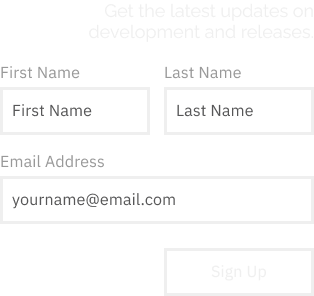 Get the latest updates on
development and releases.
First Name
Last Name
First Name
Last Name
Email Address
yourname@email.com
Sign Up